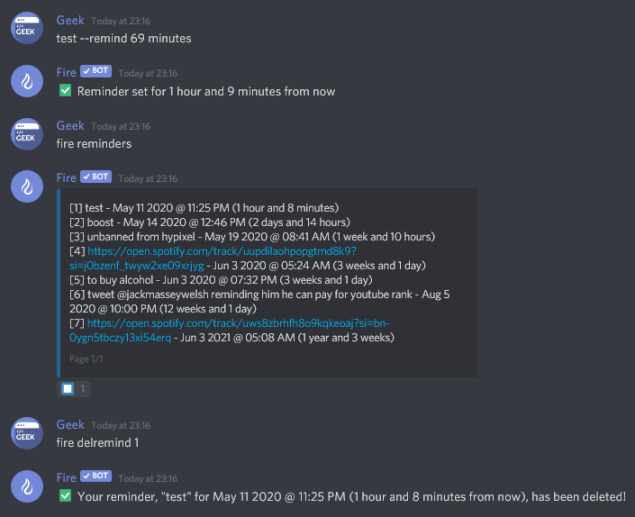 Geek Today at 23:16
test --remind 69 minutes
Fire BOT Today at 23:16
Reminder set for 1 hour and 9 minutes from now
GEEK
Geek Today at 23:16
fire reminders
Fire BOT Today at 23:16
[1] test - May 11 2020 @ 11:25 PM (1 hour and 8 minutes)
[2] boost - May 14 2020 @ 12:46 PM (2 days and 14 hours)
[3] unbanned from hypixel - May 19 2020 @ 08:41 AM (1 week and 10 hours)
[4] https://open.spotify.com/track/uupdilaohpopgtmd8k9?
si=j0bzenf_twyw2xe09xrjyg - Jun 3 2020 @ 05:24 AM (3 weeks and 1 day)
[5] to buy alcohol - Jun 3 2020 @ 07:32 PM (3 weeks and 1 day)
[6] tweet @jackmasseywelsh reminding him he can pay for youtube rank - Aug 5
2020 @ 10:00 PM (12 weeks and 1 day)
[7] https://open.spotify.com/track/uws8zbrhfh8o9kqkeoaj?si=bn-
0ygn5tbczy13xi54erq - Jun 3 2021 @ 05:08 AM (1 year and 3 weeks)
Page 1/1
1
GEEK
Geek Today at 23:16
fire delremind 1
Fire BOT Today at 23:16
Your reminder, "test" for May 11 2020 @ 11:25 PM (1 hour and 8 minutes from now), has been deleted!